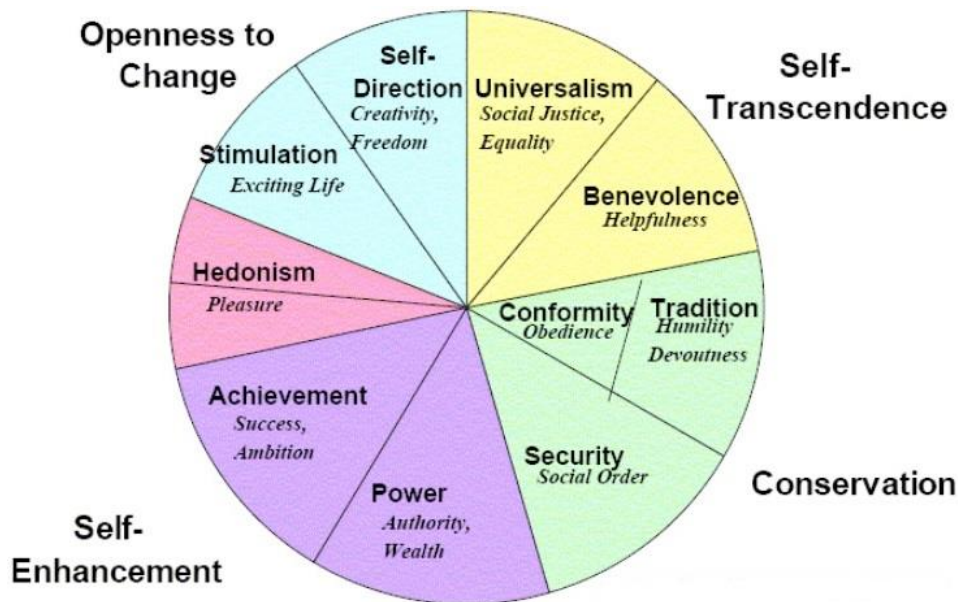 Openness to
Change
Self-
Direction
Creativity,
Freedom
Universalism
Social Justice,
Equality
Self-
Transcendence
Stimulation
Exciting Life
Benevolence
Helpfulness
Hedonism
Pleasure
Conformity
Obedience
Tradition
Humility
Devoutness
Achievement
Success,
Ambition
Security
Social Order
Conservation
Power
Authority,
Wealth
Self-
Enhancement